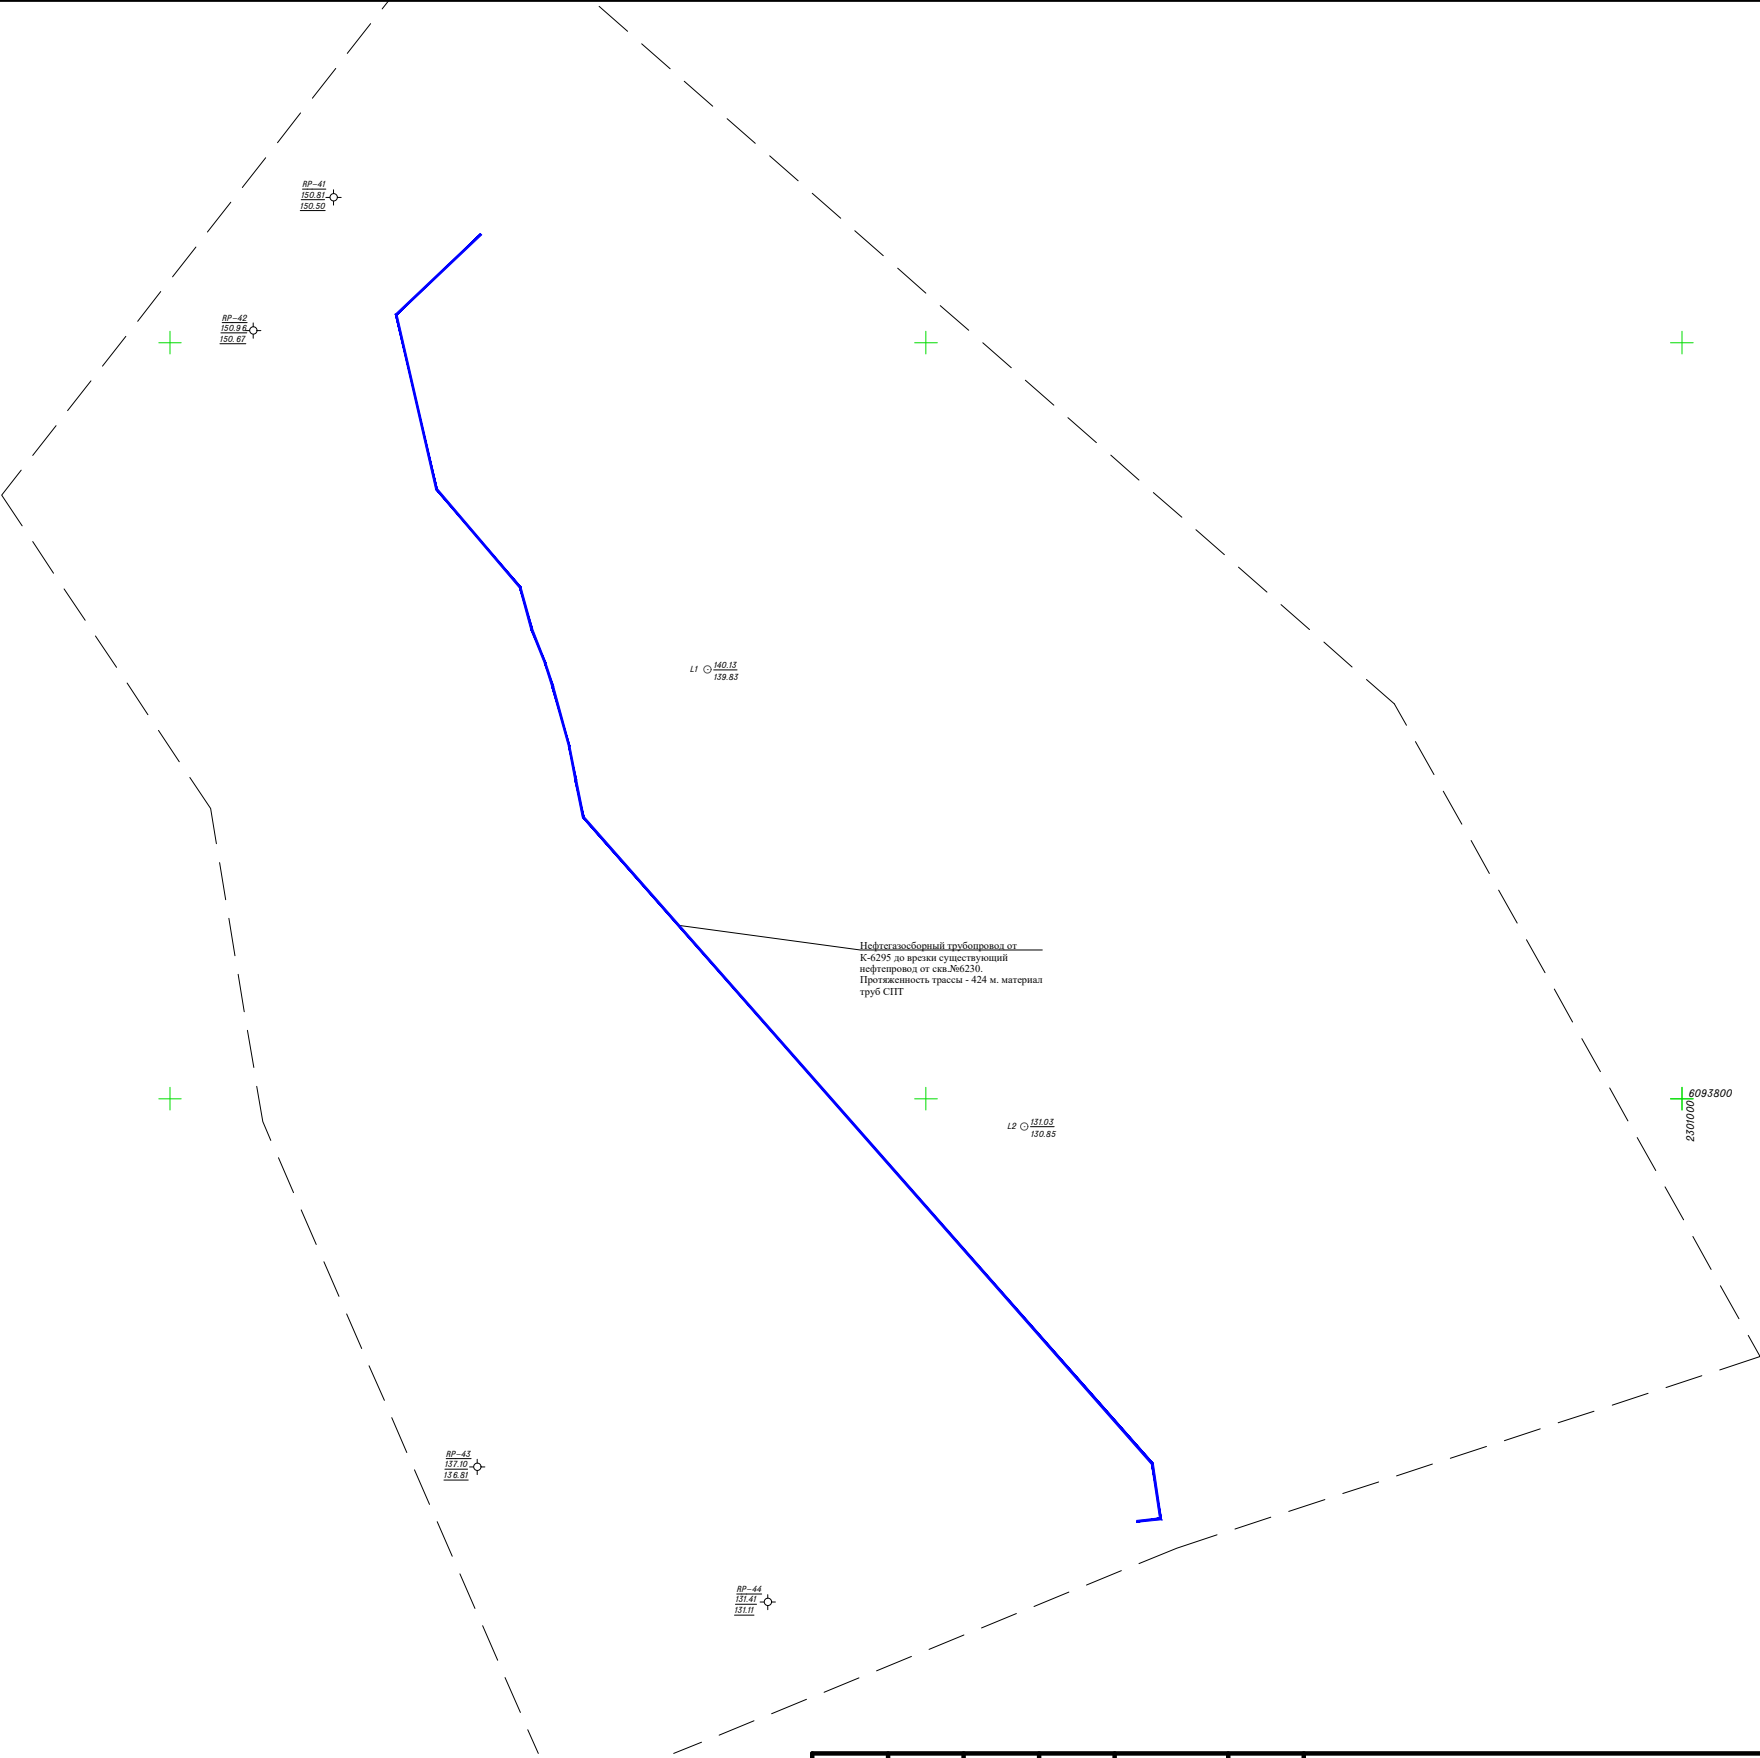 RP-41
150.81
150.50
RP-42
150.96
150.67
L1 140.13
139.83
Нефтегазосборный трубопровод от
К-6295 до врезки существующий
нефтепровод от скв.№6230.
Протяженность трассы - 424 м. материал
труб СПТ
6093800
2301000
L2 131.03
130.85
RP-43
137.10
136.81
RP-44
131.41
131.11